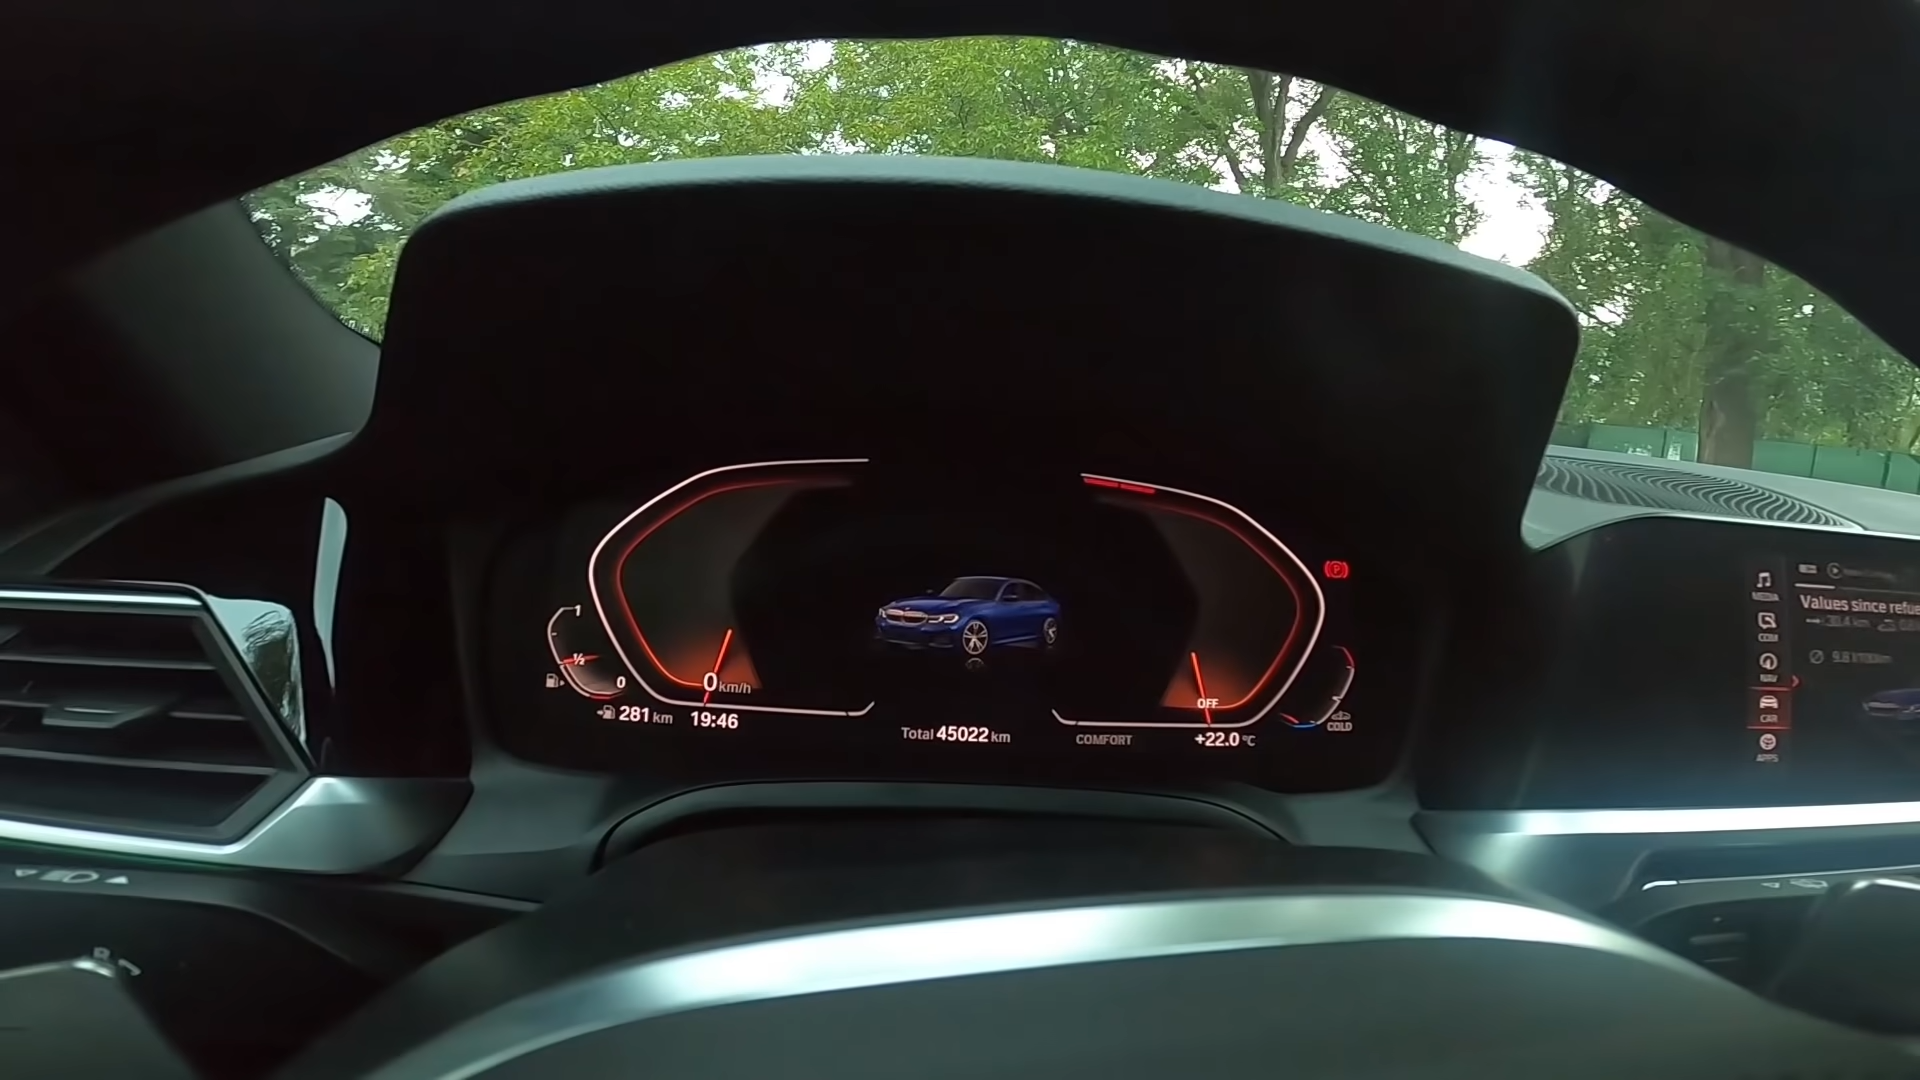 1
1/2
0
0 km/h
281 km
19:46
Total 45022 km
COMFORT
OFF
+22.0 °C
COLD
P
MEDIA
COM
NAV
CAR
APPS
Values since refue